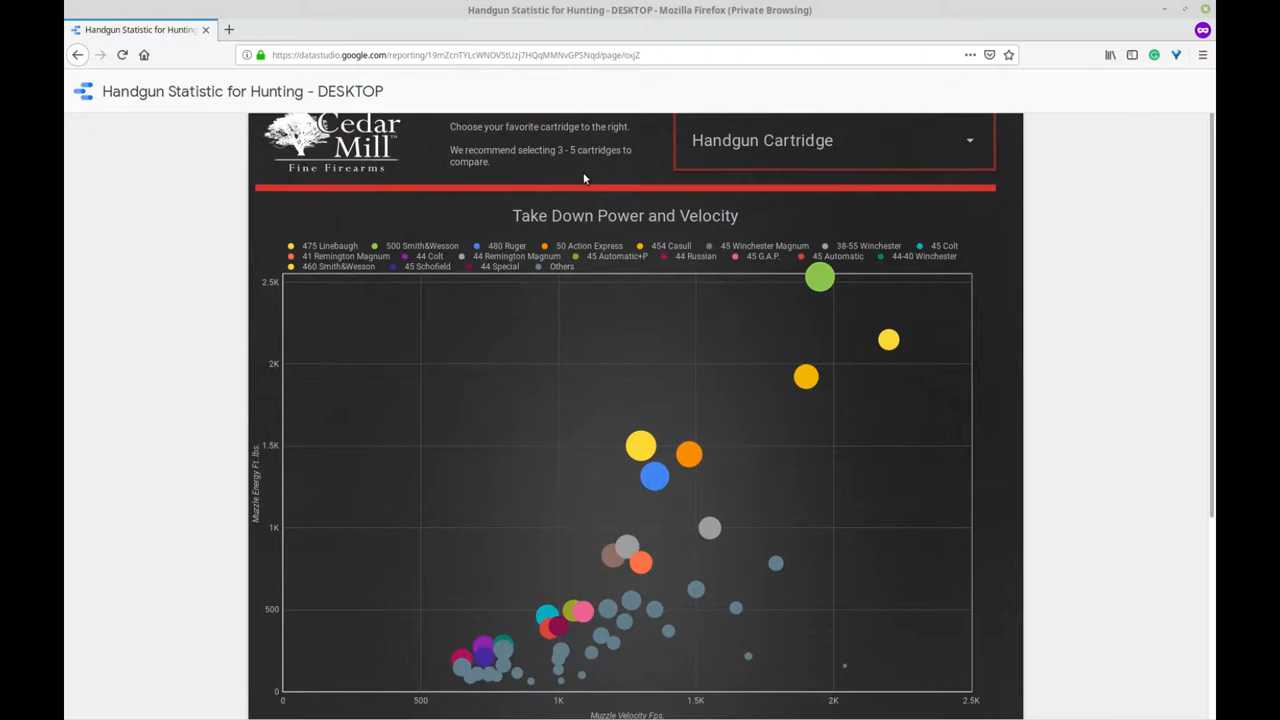 Handgun Statistic for Hunting - DESKTOP - Mozilla Firefox (Private Browsing)
Handgun Statistic for Hunting
https://datastudio.google.com/reporting/19mZcnTYLcWNOV5tUzj7HQqMMNvGPSNqd/page/oxjZ
Handgun Statistic for Hunting - DESKTOP
Cedar
Mill™
Fine Firearms
Choose your favorite cartridge to the right.
We recommend selecting 3 - 5 cartridges to
compare.
Handgun Cartridge
Take Down Power and Velocity
475 Linebaugh 500 Smith&Wesson 480 Ruger 50 Action Express 454 Casull 45 Winchester Magnum 38-55 Winchester 45 Colt
41 Remington Magnum 44 Colt 44 Remington Magnum 45 Automatic+P 44 Russian 45 G.A.P. 45 Automatic 44-40 Winchester
460 Smith&Wesson 45 Schofield 44 Special Others
2.5K
2K
1.5K
1K
500
0
Muzzle Energy Ft. lbs.
0 500 1K 1.5K 2K 2.5K
Muzzle Velocity Fps.